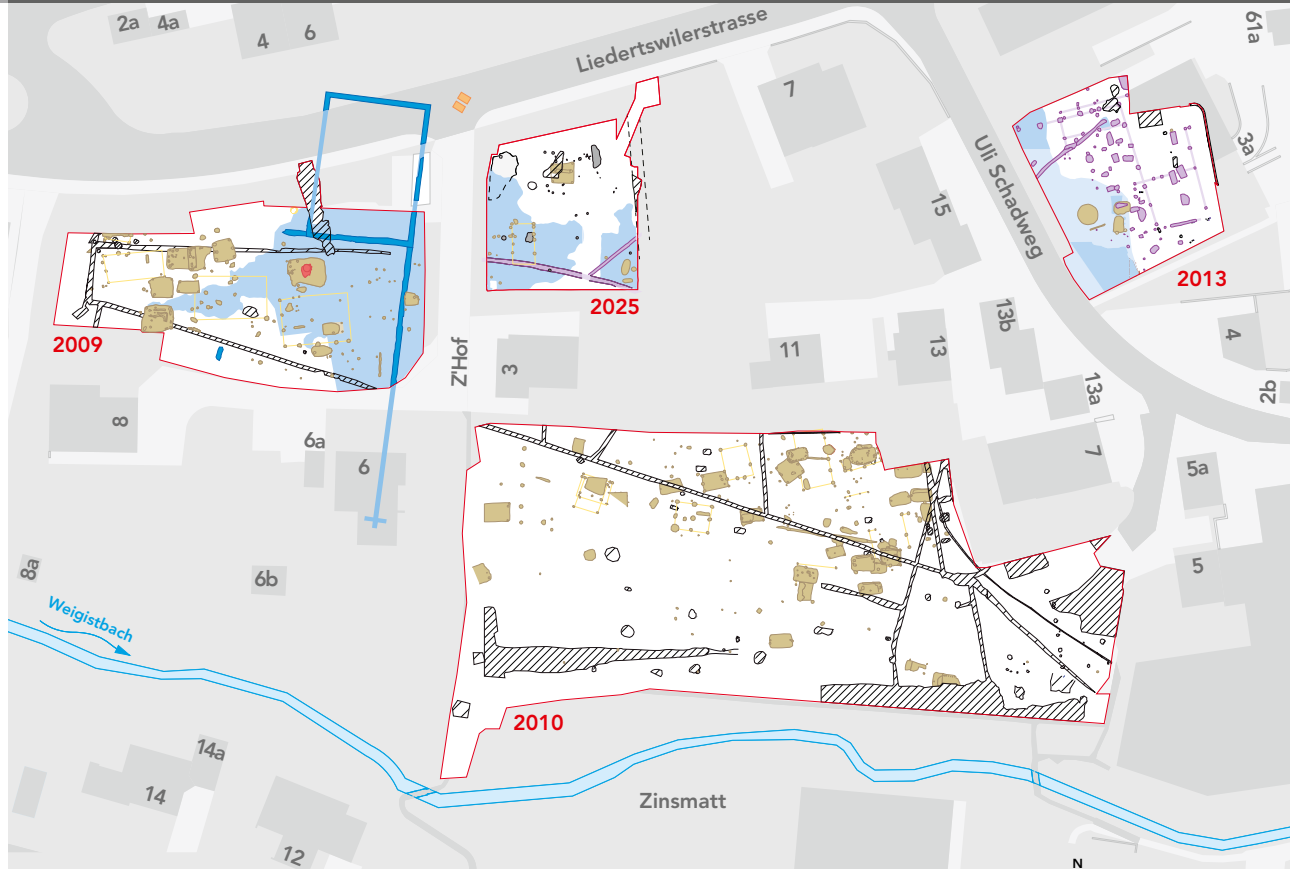 2a
4a
4
6
Liedertswilerstrasse
7
61a
3a
Uli Schadweg
15
2013
2025
2009
Z'Hof
3
11
13
13b
13a
4
2b
8
6a
6
7
5a
5
8a
6b
Weigistbach
2010
14a
14
12
Zinsmatt
N